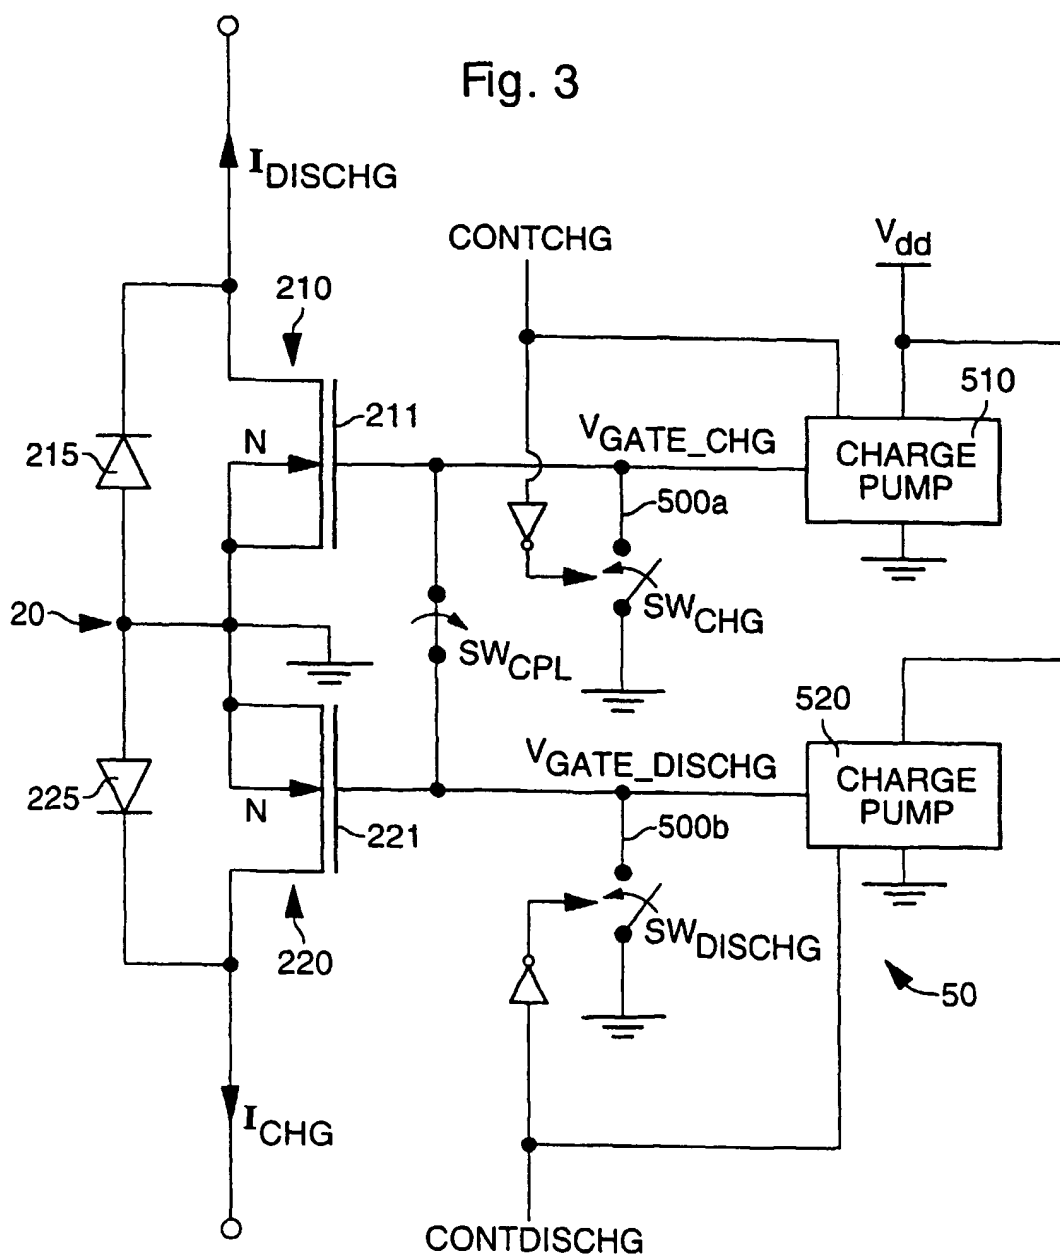 Fig. 3
I_DISCHG
CONTCHG
V_dd
210
510
211
V_GATE_CHG
CHARGE
PUMP
N
215
500a
20
SW_CHG
SW_CPL
520
V_GATE_DISCHG
CHARGE
PUMP
225
N
221
500b
SW_DISCHG
220
50
I_CHG
CONTDISCHG